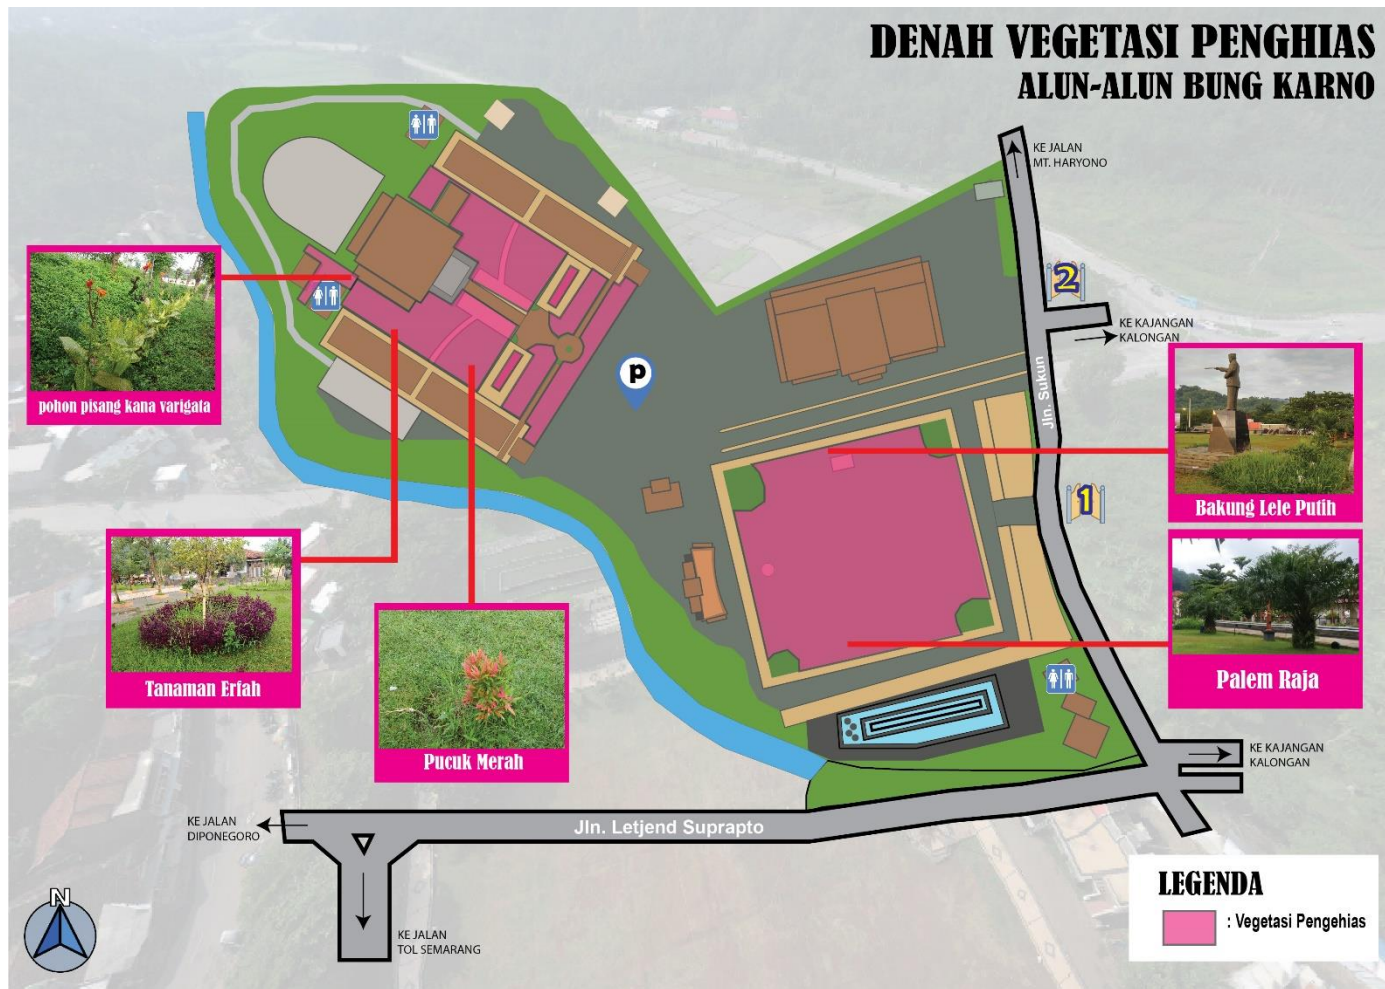 DENAH VEGETASI PENGHIAS
ALUN-ALUN BUNG KARNO
KE JALAN
MT. HARYONO
2
KE KAJANGAN
KALONGAN
Jln. Sukun
pohon pisang kana varigata
P
1
Bakung Lele Putih
Tanaman Erfah
Pucuk Merah
Palem Raja
KE KAJANGAN
KALONGAN
KE JALAN
DIPONEGORO
Jln. Letjend Suprapto
KE JALAN
TOL SEMARANG
N
LEGENDA
: Vegetasi Pengehias